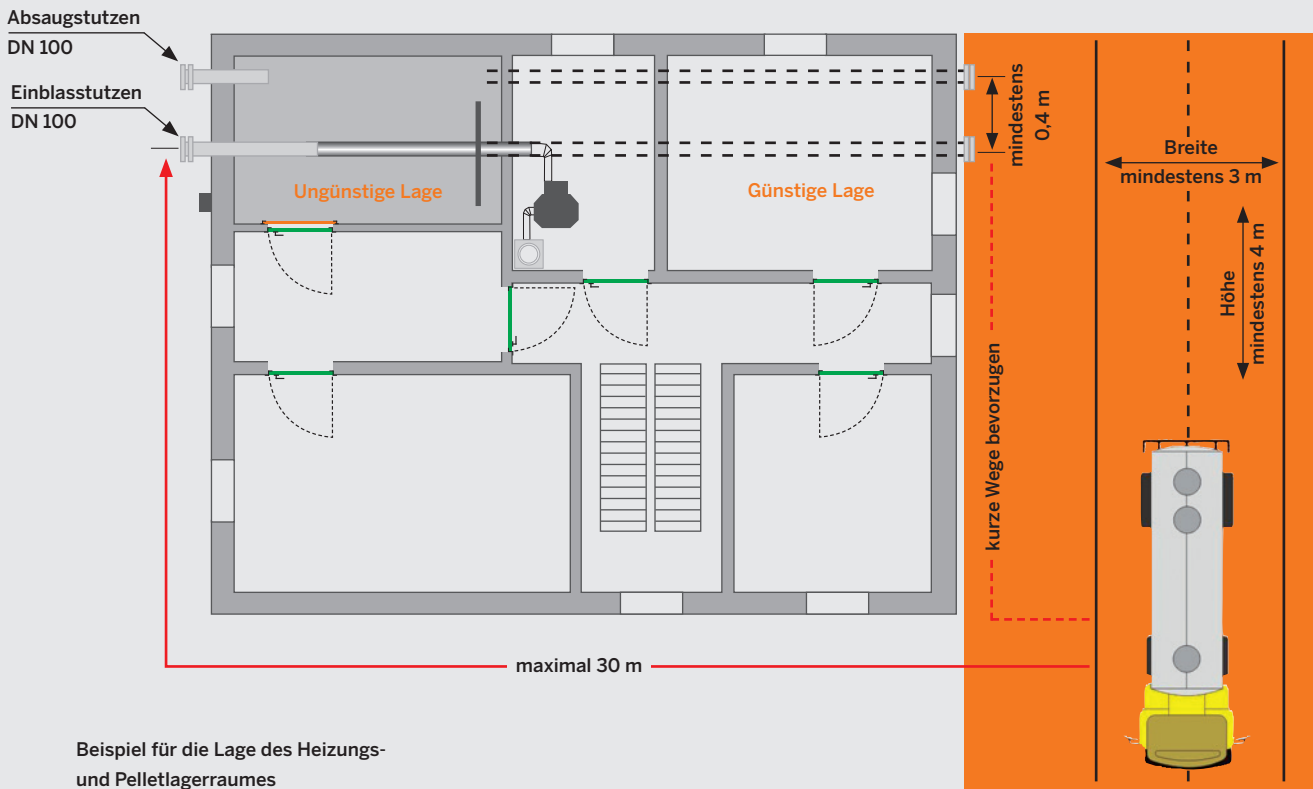 Absaugstutzen
DN 100
Einblasstutzen
DN 100
Ungünstige Lage
Günstige Lage
mindestens
0,4 m
Breite
mindestens 3 m
Höhe
mindestens 4 m
kurze Wege bevorzugen
maximal 30 m
Beispiel für die Lage des Heizungs-
und Pelletlagerraumes